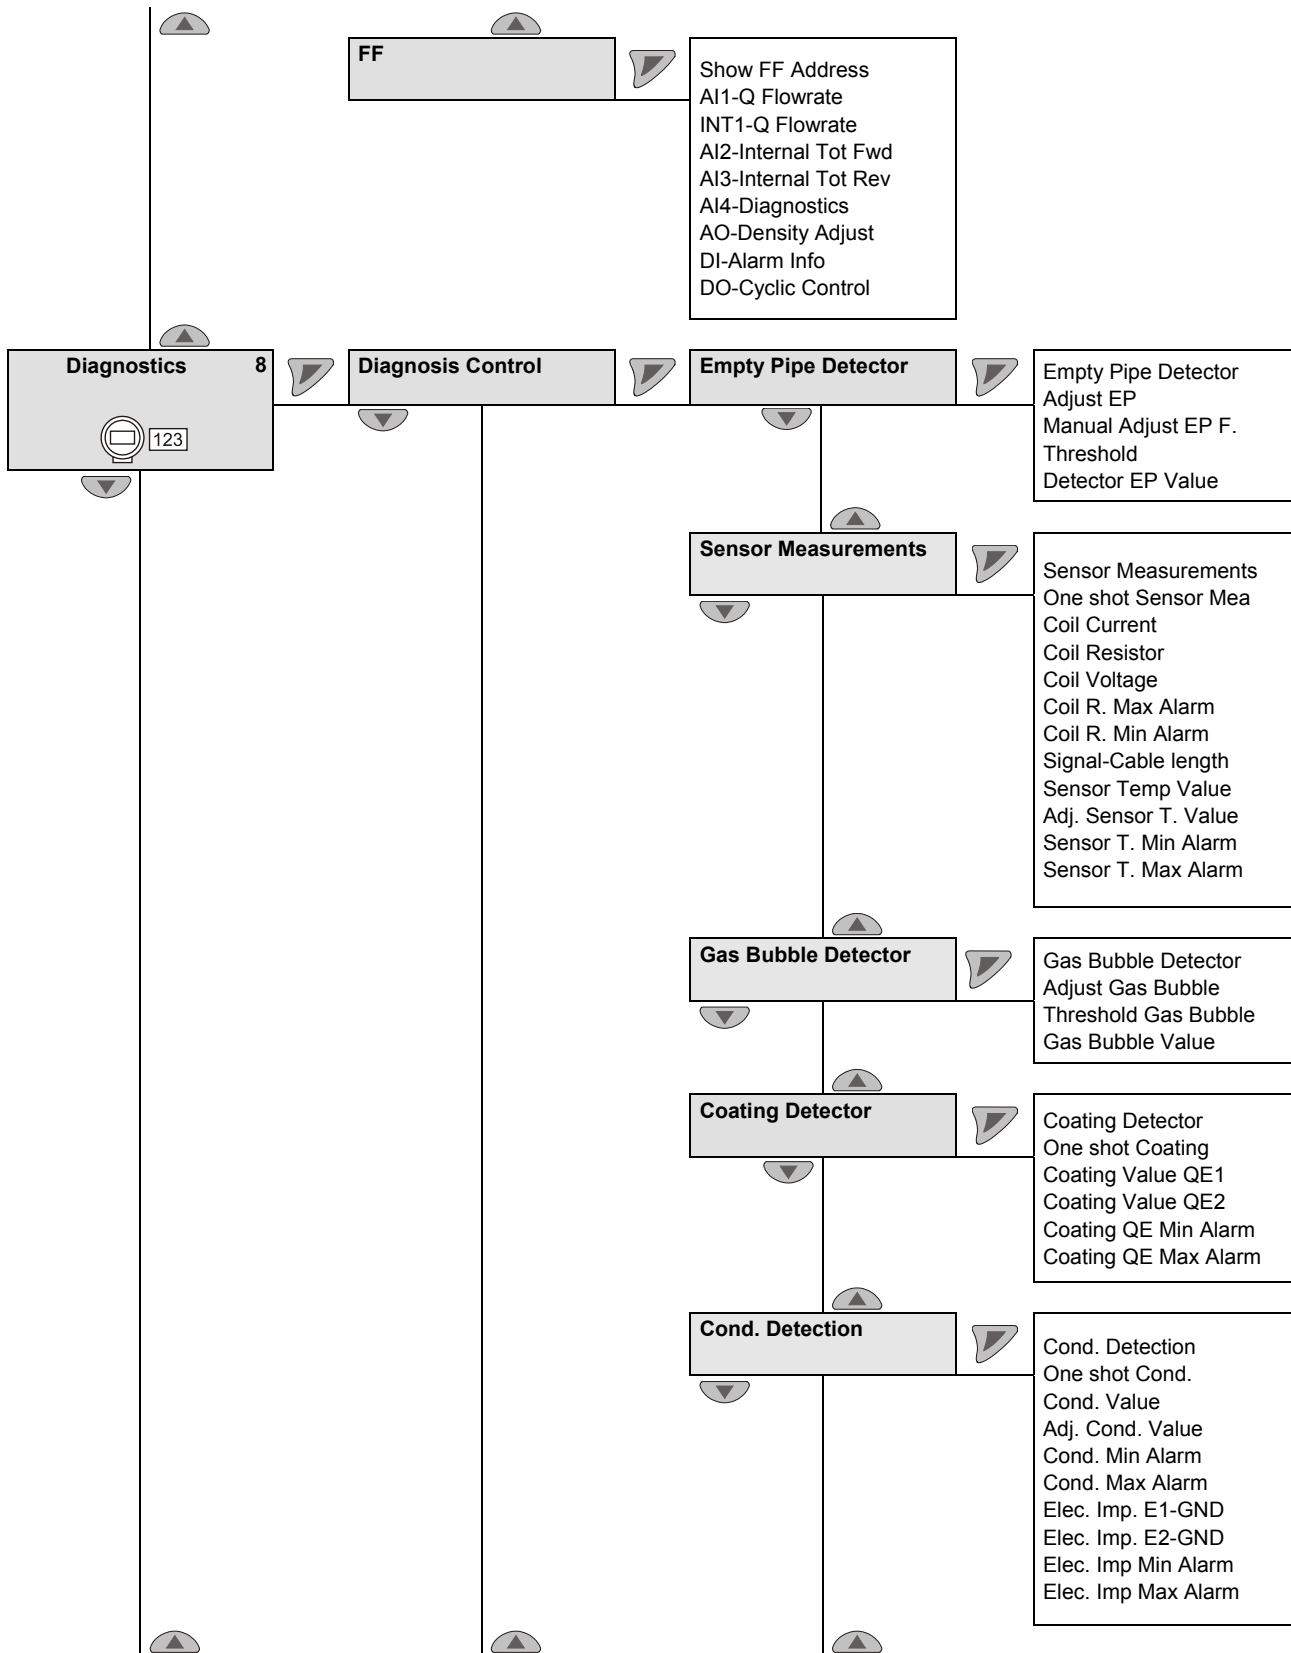 FF
Show FF Address
AI1-Q Flowrate
INT1-Q Flowrate
AI2-Internal Tot Fwd
AI3-Internal Tot Rev
AI4-Diagnostics
AO-Density Adjust
DI-Alarm Info
DO-Cyclic Control
Diagnostics 8
123
Diagnosis Control
Empty Pipe Detector
Empty Pipe Detector
Adjust EP
Manual Adjust EP F.
Threshold
Detector EP Value
Sensor Measurements
Sensor Measurements
One shot Sensor Mea
Coil Current
Coil Resistor
Coil Voltage
Coil R. Max Alarm
Coil R. Min Alarm
Signal-Cable length
Sensor Temp Value
Adj. Sensor T. Value
Sensor T. Min Alarm
Sensor T. Max Alarm
Gas Bubble Detector
Gas Bubble Detector
Adjust Gas Bubble
Threshold Gas Bubble
Gas Bubble Value
Coating Detector
Coating Detector
One shot Coating
Coating Value QE1
Coating Value QE2
Coating QE Min Alarm
Coating QE Max Alarm
Cond. Detection
Cond. Detection
One shot Cond.
Cond. Value
Adj. Cond. Value
Cond. Min Alarm
Cond. Max Alarm
Elec. Imp. E1-GND
Elec. Imp. E2-GND
Elec. Imp Min Alarm
Elec. Imp Max Alarm